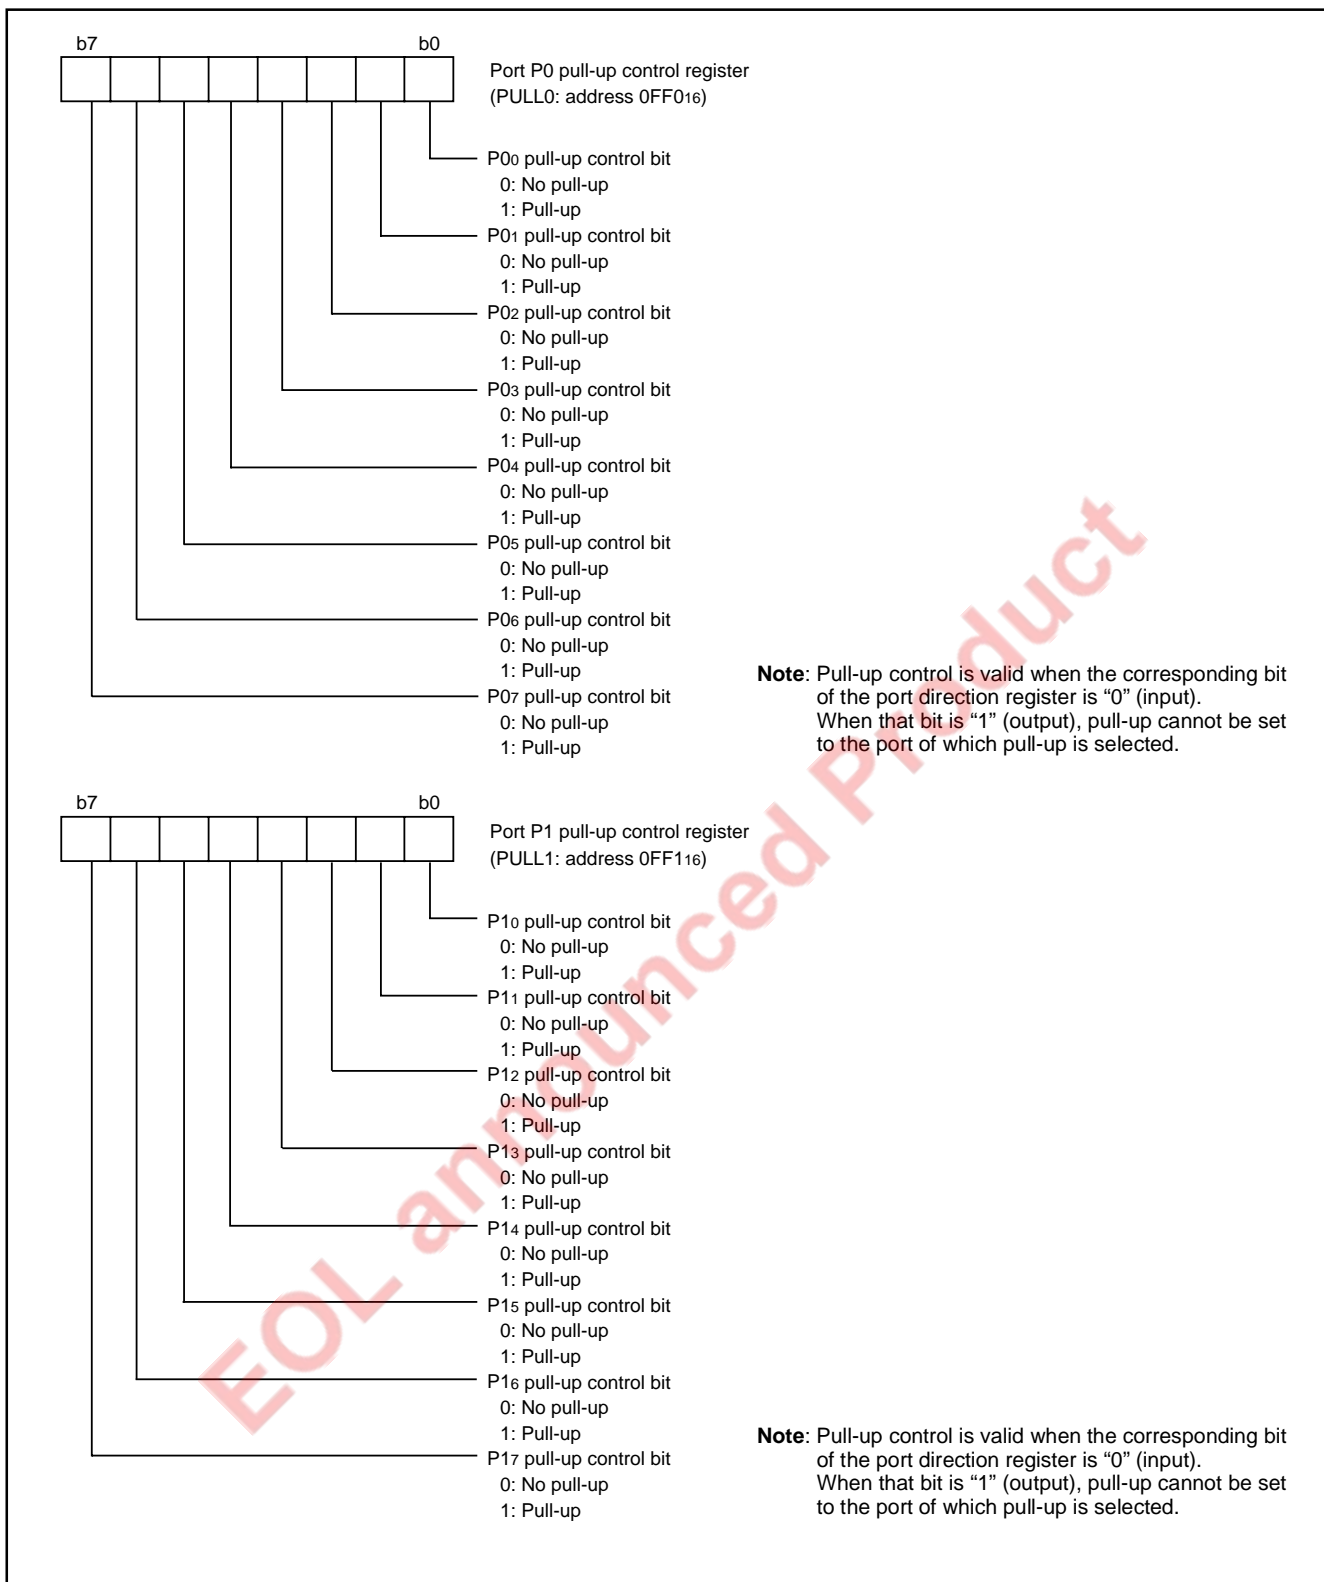 b7 b0
Port P0 pull-up control register
(PULL0: address 0FF016)
P00 pull-up control bit
0: No pull-up
1: Pull-up
P01 pull-up control bit
0: No pull-up
1: Pull-up
P02 pull-up control bit
0: No pull-up
1: Pull-up
P03 pull-up control bit
0: No pull-up
1: Pull-up
P04 pull-up control bit
0: No pull-up
1: Pull-up
P05 pull-up control bit
0: No pull-up
1: Pull-up
P06 pull-up control bit
0: No pull-up
1: Pull-up
P07 pull-up control bit
0: No pull-up
1: Pull-up
Note: Pull-up control is valid when the corresponding bit
of the port direction register is “0” (input).
When that bit is “1” (output), pull-up cannot be set
to the port of which pull-up is selected.
b7 b0
Port P1 pull-up control register
(PULL1: address 0FF116)
P10 pull-up control bit
0: No pull-up
1: Pull-up
P11 pull-up control bit
0: No pull-up
1: Pull-up
P12 pull-up control bit
0: No pull-up
1: Pull-up
P13 pull-up control bit
0: No pull-up
1: Pull-up
P14 pull-up control bit
0: No pull-up
1: Pull-up
P15 pull-up control bit
0: No pull-up
1: Pull-up
P16 pull-up control bit
0: No pull-up
1: Pull-up
P17 pull-up control bit
0: No pull-up
1: Pull-up
Note: Pull-up control is valid when the corresponding bit
of the port direction register is “0” (input).
When that bit is “1” (output), pull-up cannot be set
to the port of which pull-up is selected.
EOL announced Product